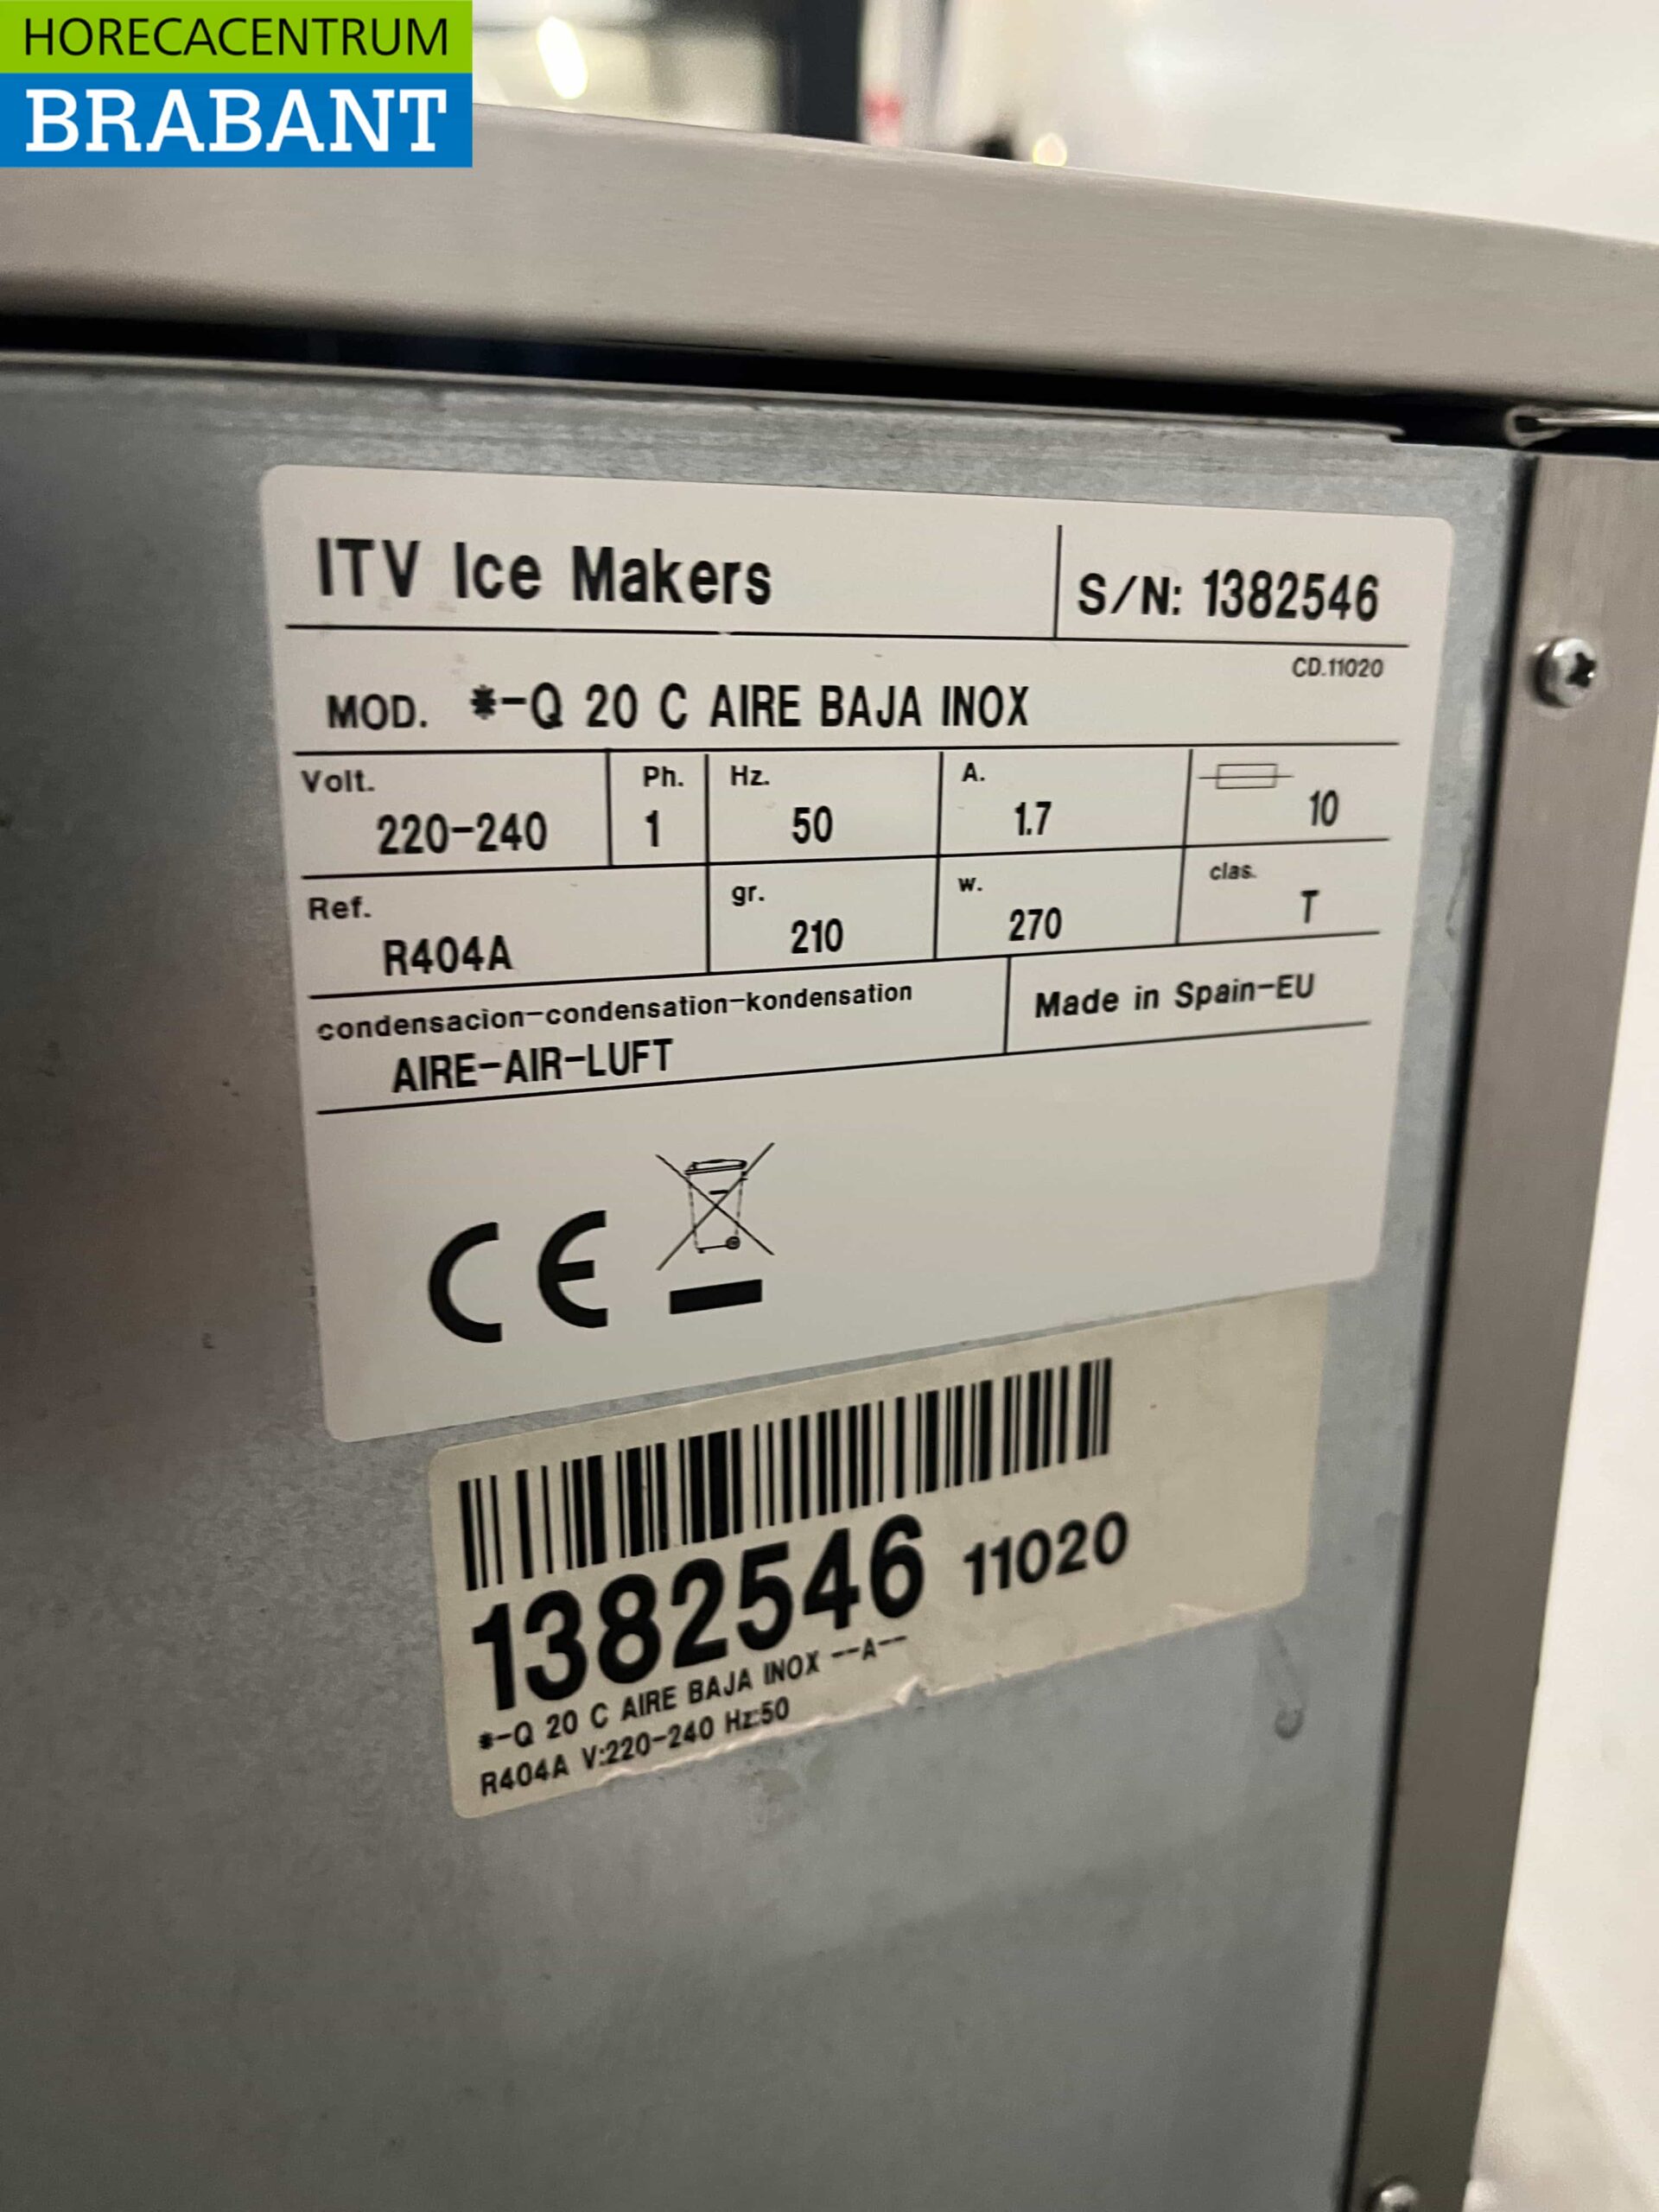 HORECACENTRUM
BRABANT
ITV Ice Makers
S/N: 1382546
CD.11020
MOD. *-Q 20 C AIRE BAJA INOX
Volt. Ph. Hz. A.
220-240 1 50 1.7 10
Ref. gr. w. clas.
R404A 210 270 T
condensacion-condensation-kondensation
AIRE-AIR-LUFT
Made in Spain-EU
CE
1382546 11020
*-Q 20 C AIRE BAJA INOX --A--
R404A V:220-240 Hz:50